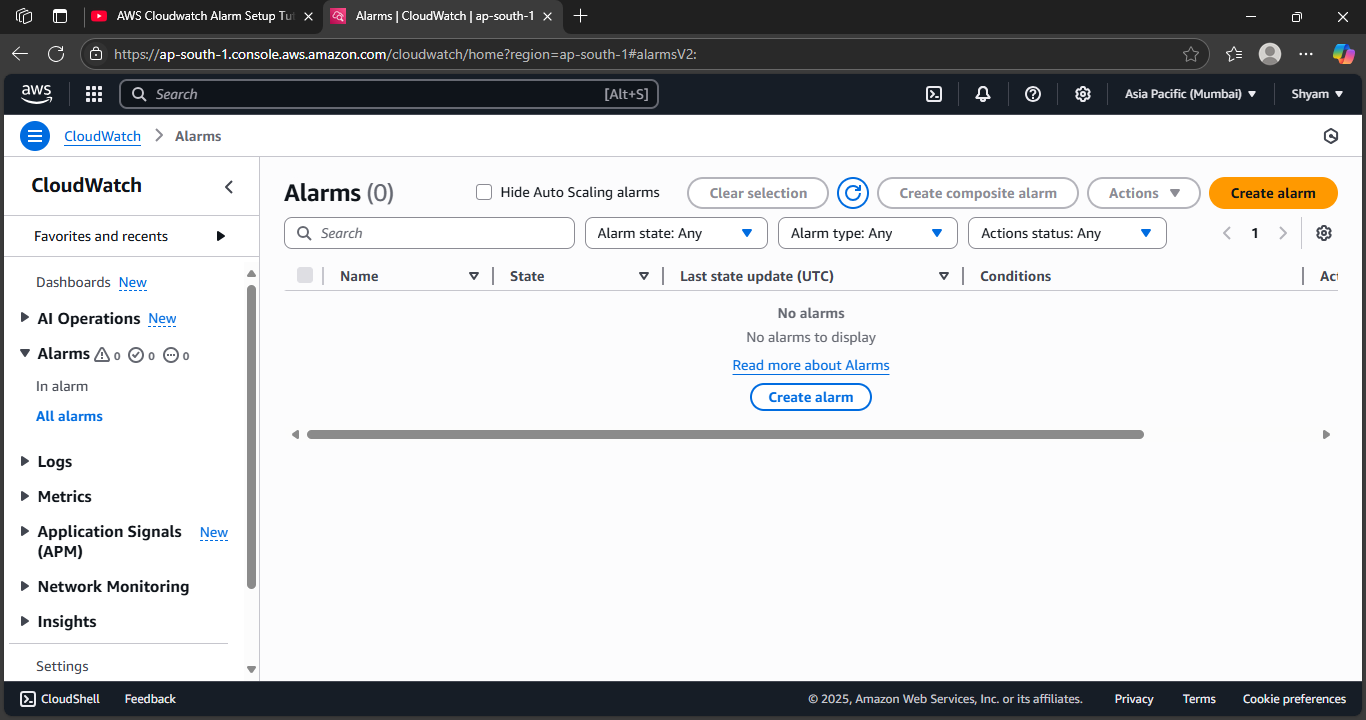 AWS Cloudwatch Alarm Setup Tut
Alarms | CloudWatch | ap-south-1
https://ap-south-1.console.aws.amazon.com/cloudwatch/home?region=ap-south-1#alarmsV2:
aws
Search [Alt+S]
Asia Pacific (Mumbai)
Shyam
CloudWatch > Alarms
CloudWatch
Favorites and recents
Dashboards New
AI Operations New
Alarms 0 0 0
In alarm
All alarms
Logs
Metrics
Application Signals (APM) New
Network Monitoring
Insights
Settings
Alarms (0)
Hide Auto Scaling alarms
Clear selection
Create composite alarm
Actions
Create alarm
Search
Alarm state: Any
Alarm type: Any
Actions status: Any
1
Name State Last state update (UTC) Conditions Act
No alarms
No alarms to display
Read more about Alarms
Create alarm
CloudShell Feedback © 2025, Amazon Web Services, Inc. or its affiliates. Privacy Terms Cookie preferences